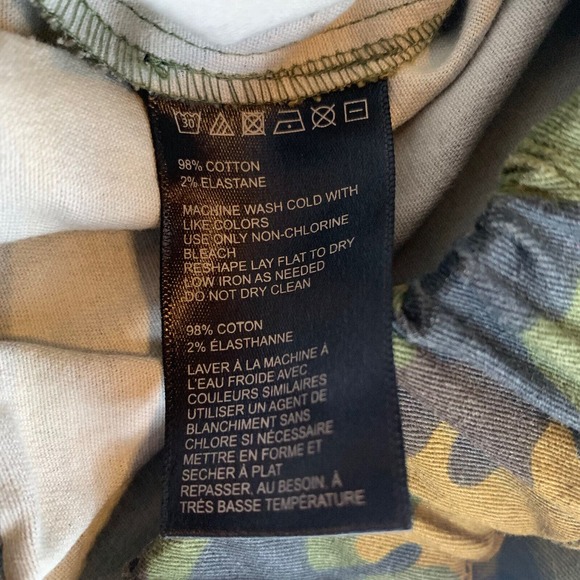 30
98% COTTON
2% ELASTANE
MACHINE WASH COLD WITH
LIKE COLORS
USE ONLY NON-CHLORINE
BLEACH
RESHAPE LAY FLAT TO DRY
LOW IRON AS NEEDED
DO NOT DRY CLEAN
98% COTON
2% ÉLASTHANNE
LAVER À LA MACHINE À
L'EAU FROIDE AVEC
COULEURS SIMILAIRES
UTILISER UN AGENT DE
BLANCHIMENT SANS
CHLORE SI NÉCESSAIRE
METTRE EN FORME ET
SECHER À PLAT
REPASSER, AU BESOIN, À
TRÈS BASSE TEMPÉRATURE